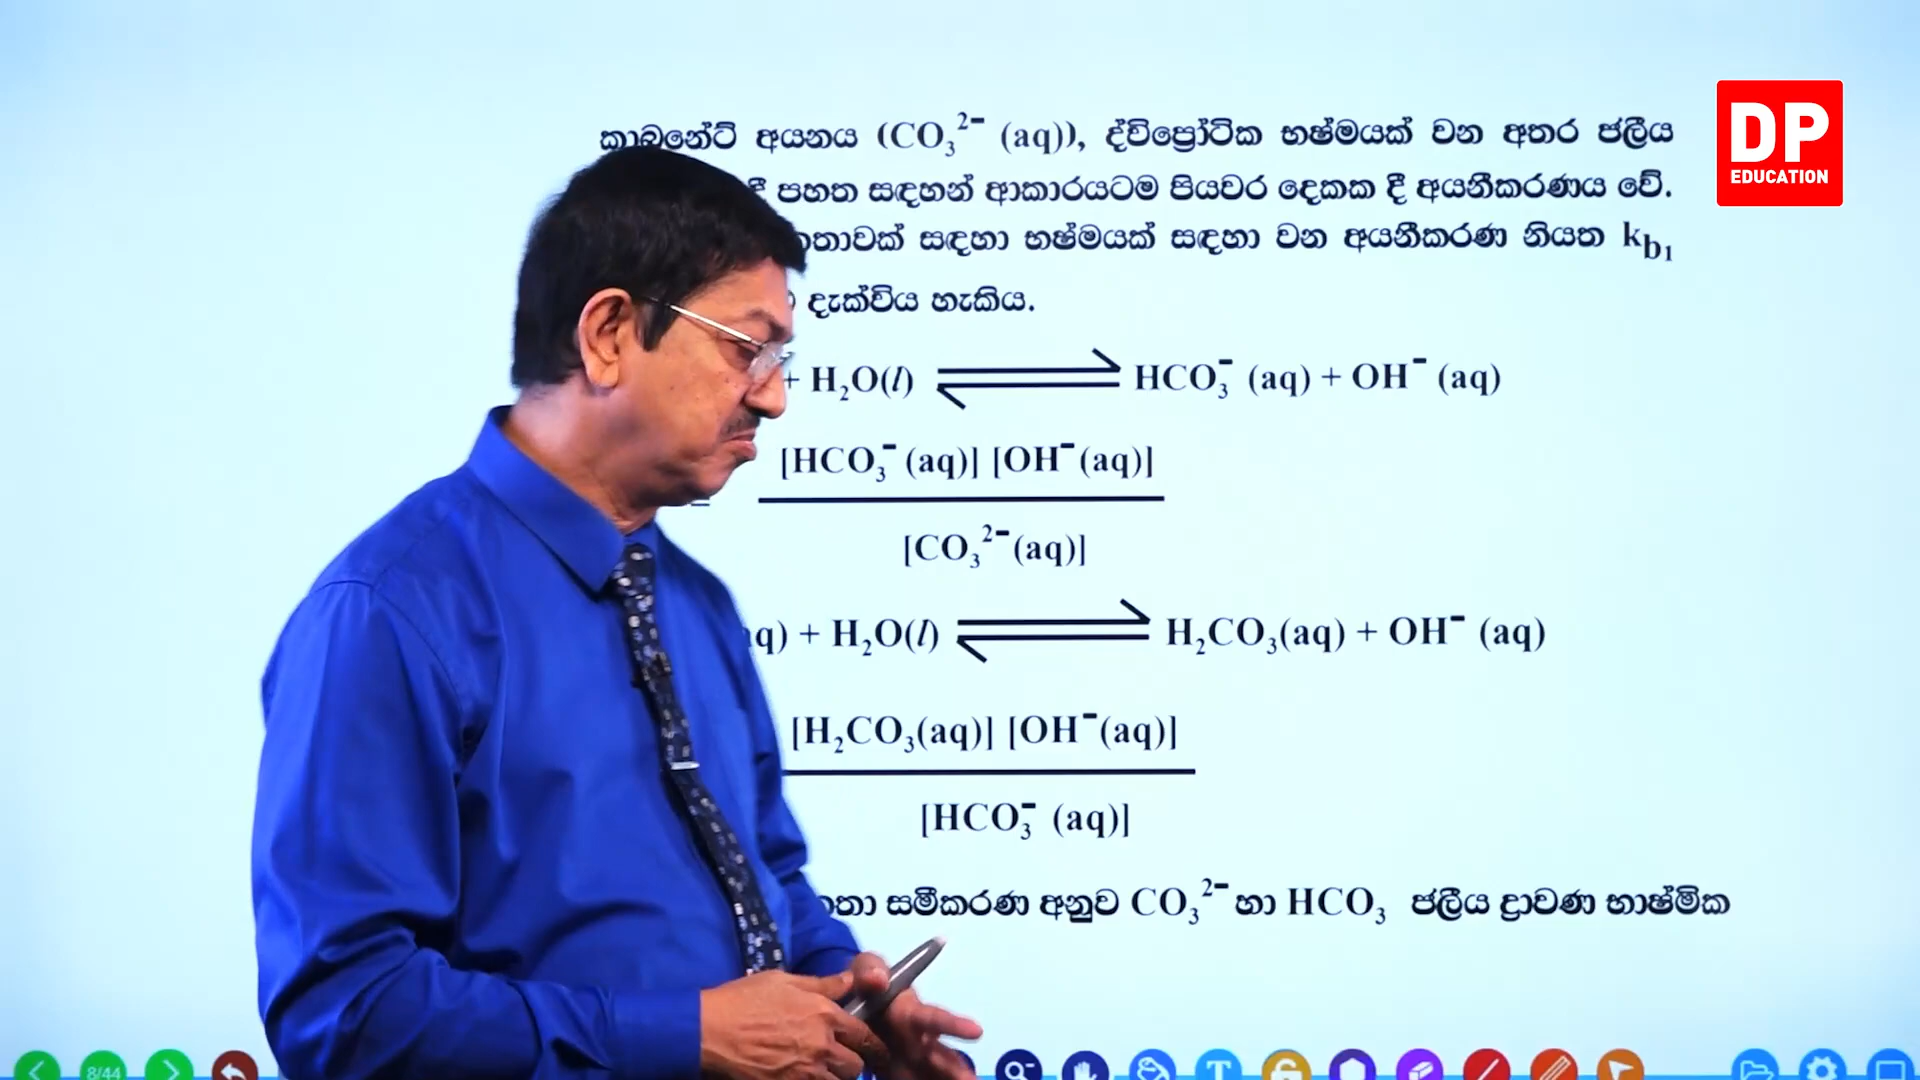 කාබනේට් අයනය (CO₃²⁻ (aq)), ද්විප්‍රෝටික භෂ්මයක් වන අතර ජලීය
DP
EDUCATION
පහත සඳහන් ආකාරයටම පියවර දෙකක දී අයනීකරණය වේ.
සඳහා භෂ්මයක් සඳහා වන අයනීකරණ නියත k_b₁
දැක්විය හැකිය.
+ H₂O(l) ⇌ HCO₃⁻ (aq) + OH⁻ (aq)
= [HCO₃⁻ (aq)] [OH⁻ (aq)]
[CO₃²⁻ (aq)]
+ H₂O(l) ⇌ H₂CO₃(aq) + OH⁻ (aq)
[H₂CO₃(aq)] [OH⁻ (aq)]
[HCO₃⁻ (aq)]
සමීකරණ අනුව CO₃²⁻ හා HCO₃ ජලීය ද්‍රාවණ භාෂ්මික
8/44
T